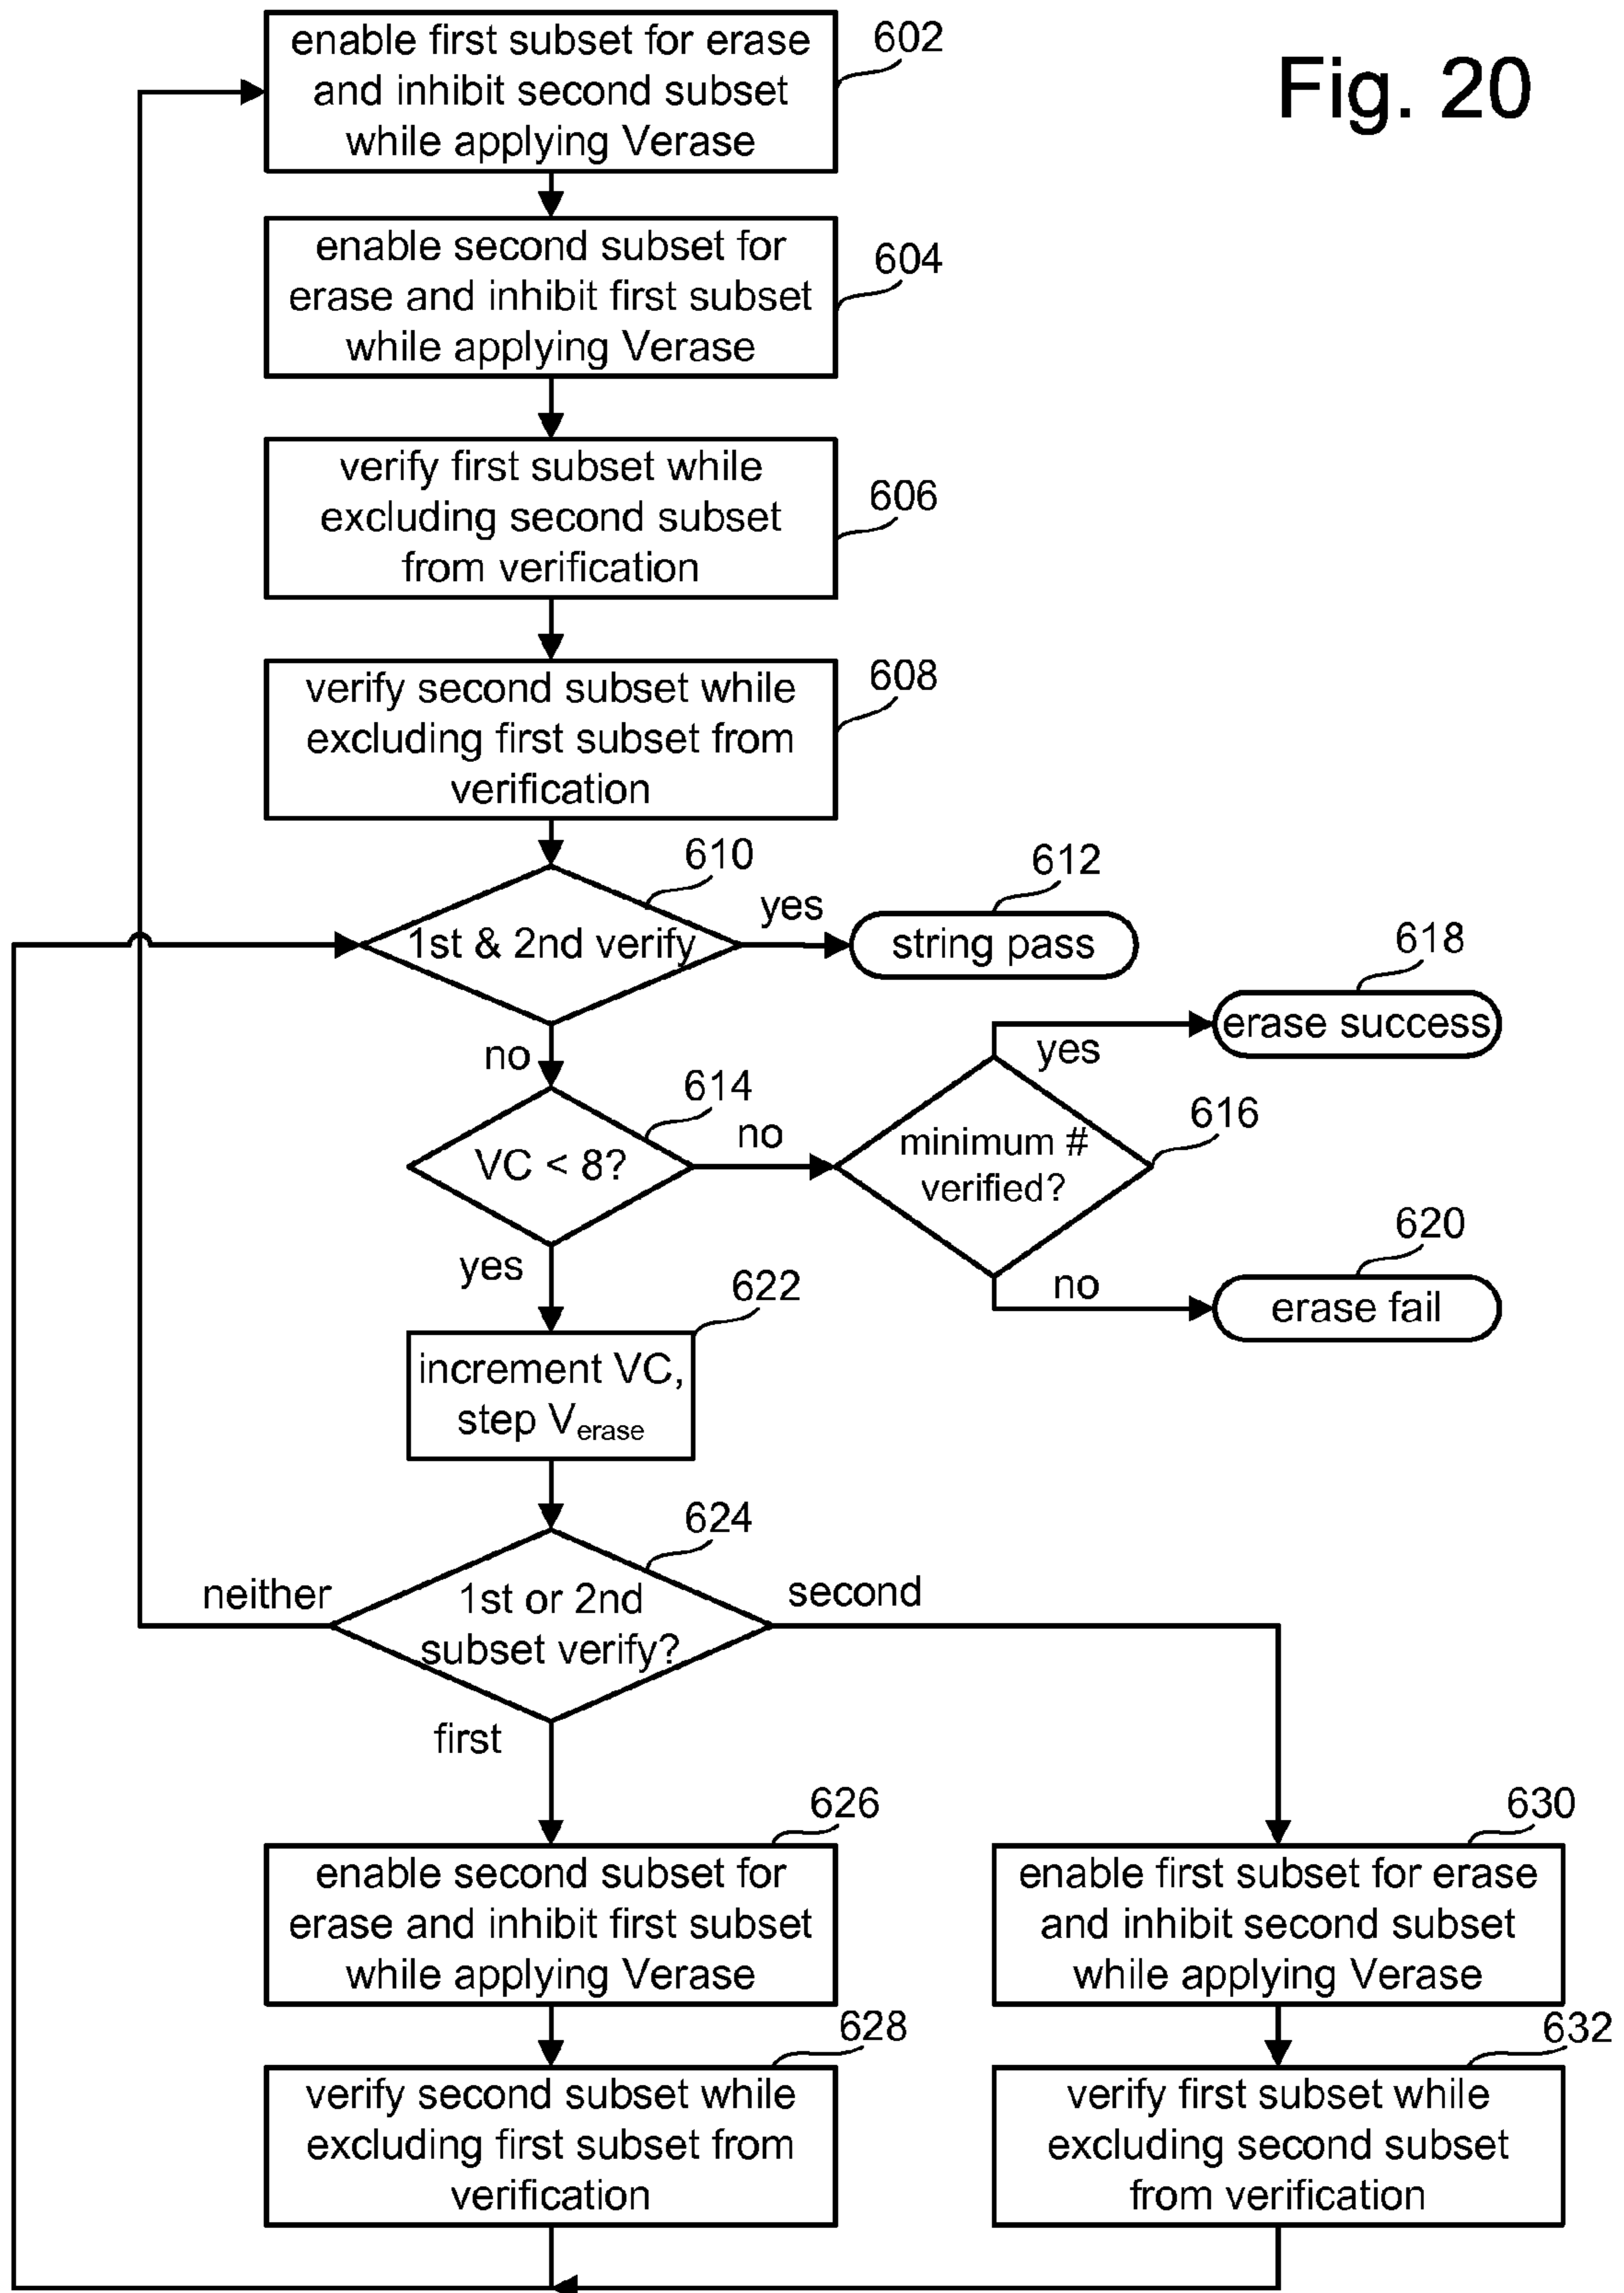 Fig. 20
enable first subset for erase
and inhibit second subset
while applying Verase
602
enable second subset for
erase and inhibit first subset
while applying Verase
604
verify first subset while
excluding second subset
from verification
606
verify second subset while
excluding first subset from
verification
608
610
1st & 2nd verify
yes
612
string pass
no
614
VC < 8?
no
616
minimum #
verified?
yes
618
erase success
no
620
erase fail
yes
622
increment VC,
step Verase
624
1st or 2nd
subset verify?
neither
second
first
626
enable second subset for
erase and inhibit first subset
while applying Verase
628
verify second subset while
excluding first subset from
verification
630
enable first subset for erase
and inhibit second subset
while applying Verase
632
verify first subset while
excluding second subset
from verification